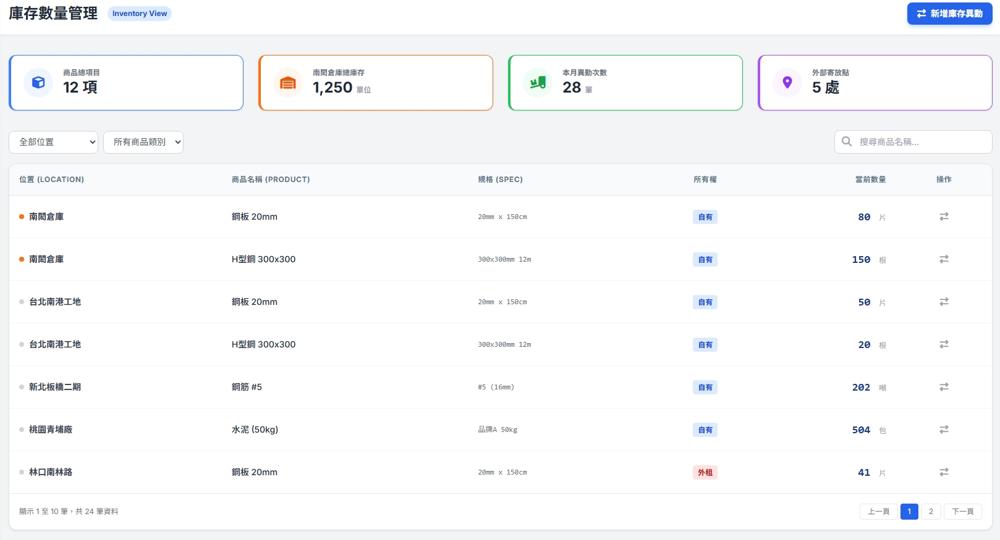 庫存數量管理
Inventory View
新增庫存異動
商品總項目
12 項
南閎倉庫總庫存
1,250 單位
本月異動次數
28 筆
外部寄放點
5 處
全部位置
所有商品類別
搜尋商品名稱...
位置 (LOCATION) 商品名稱 (PRODUCT) 規格 (SPEC) 所有權 當前數量 操作
南閎倉庫 鋼板 20mm 20mm x 150cm 自有 80 片
南閎倉庫 H型鋼 300x300 300x300mm 12m 自有 150 根
台北南港工地 鋼板 20mm 20mm x 150cm 自有 50 片
台北南港工地 H型鋼 300x300 300x300mm 12m 自有 20 根
新北板橋二期 鋼筋 #5 #5 (16mm) 自有 202 噸
桃園青埔廠 水泥 (50kg) 品牌A 50kg 自有 504 包
林口南林路 鋼板 20mm 20mm x 150cm 外租 41 片
顯示 1 至 10 筆，共 24 筆資料
上一頁 1 2 下一頁